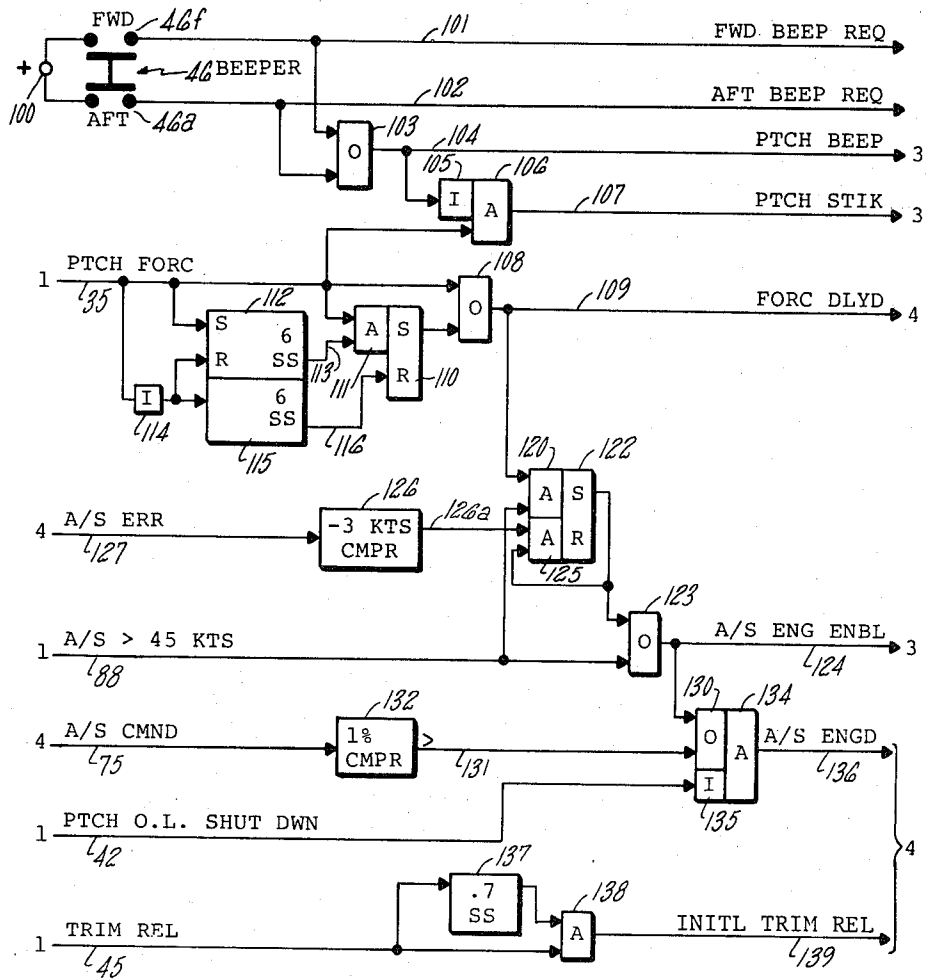 FWD
46f
101
FWD BEEP REQ
+
46 BEEPER
100
102
AFT BEEP REQ
AFT
46a
103
104
PTCH BEEP
3
O
105
106
I
A
107
PTCH STIK
3
1
PTCH FORC
35
108
112
O
109
FORC DLYD
4
S
6
A
S
R
SS
113
111
R
110
I
6
SS
114
115
116
120
122
126
A
S
4
A/S ERR
126a
-3 KTS
CMPR
A
R
127
125
123
1
A/S > 45 KTS
O
A/S ENG ENBL
3
88
124
130
134
132
4
A/S CMND
1%
CMPR
>
O
A
A/S ENGD
75
131
136
I
135
1
PTCH O.L. SHUT DWN
4
42
137
.7
SS
138
TRIM REL
A
INITL TRIM REL
1
45
139